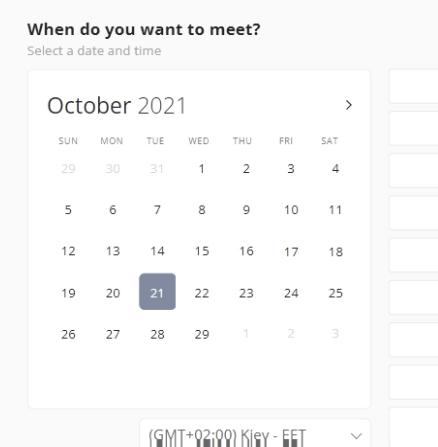 When do you want to meet?
Select a date and time
October 2021
SUN MON TUE WED THU FRI SAT
29 30 31 1 2 3 4
5 6 7 8 9 10 11
12 13 14 15 16 17 18
19 20 21 22 23 24 25
26 27 28 29 1 2 3
(GMT+02:00) Kiev - EET